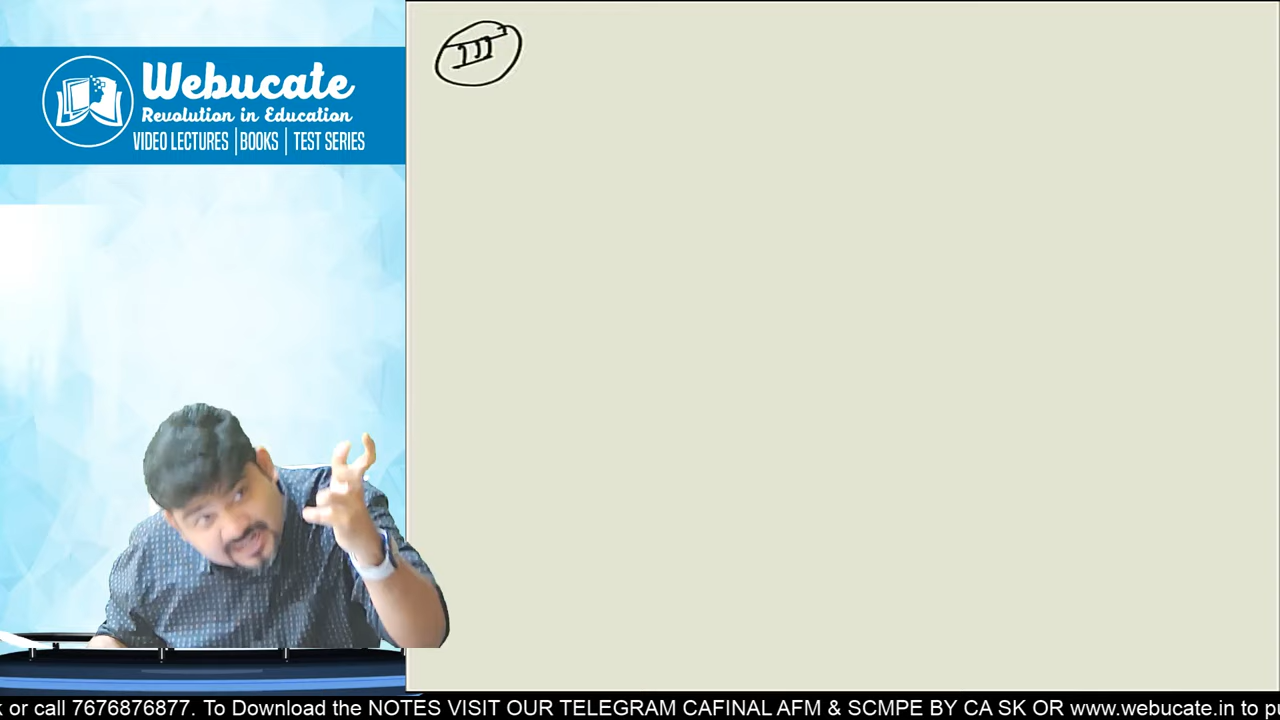 Webucate
Revolution in Education
VIDEO LECTURES | BOOKS | TEST SERIES
III
k or call 7676876877. To Download the NOTES VISIT OUR TELEGRAM CAFINAL AFM & SCMPE BY CA SK OR www.webucate.in to pu